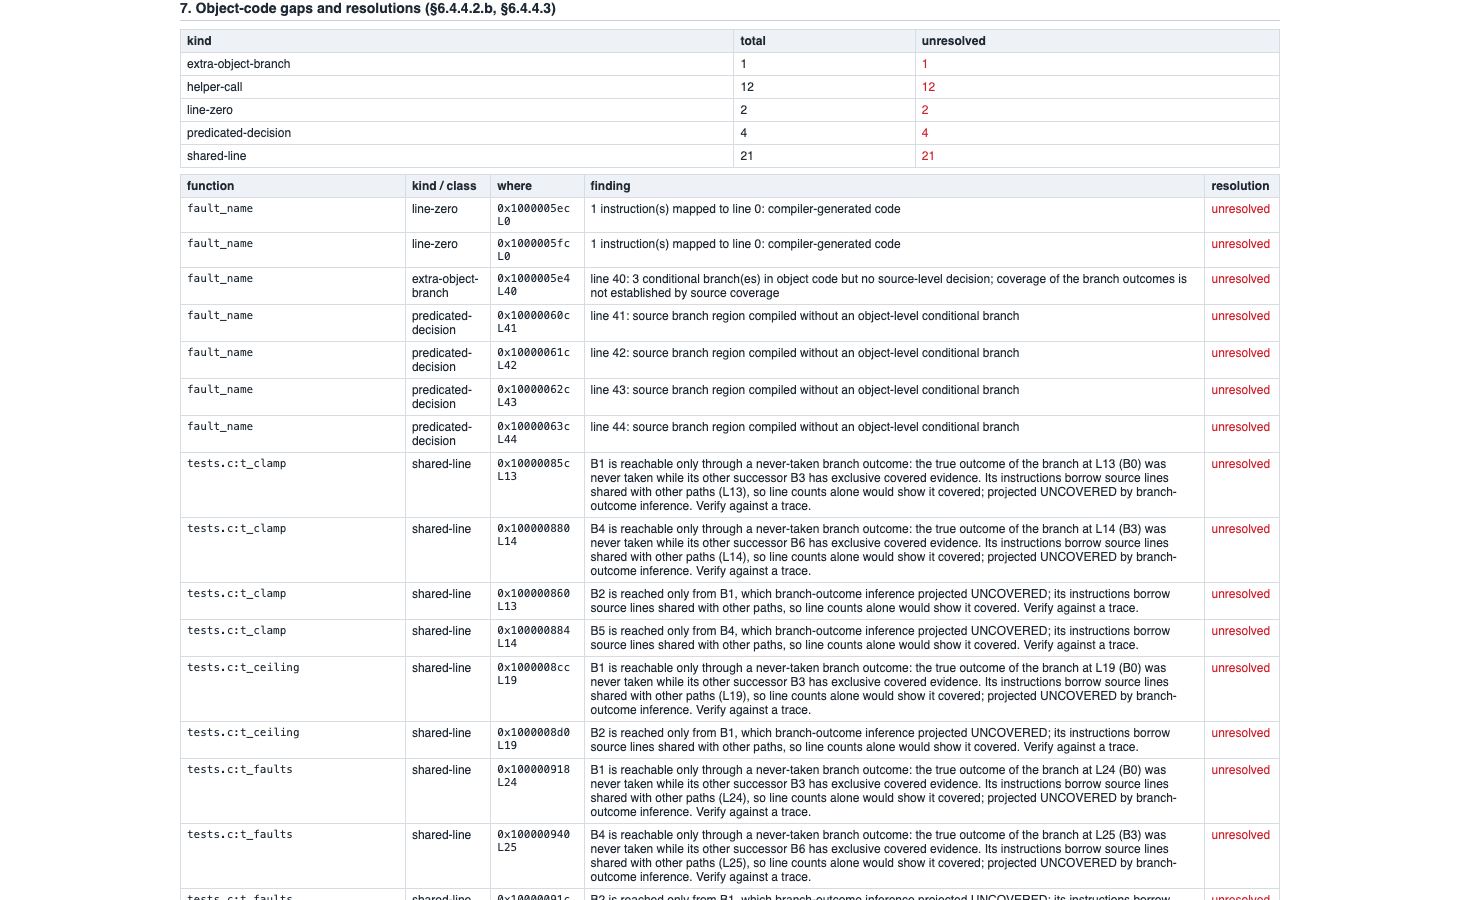 7. Object-code gaps and resolutions (§6.4.4.2.b, §6.4.4.3)
kind total unresolved
extra-object-branch 1 1
helper-call 12 12
line-zero 2 2
predicated-decision 4 4
shared-line 21 21
function kind / class where finding resolution
fault_name line-zero 0x1000005ec 1 instruction(s) mapped to line 0: compiler-generated code unresolved
L0
fault_name line-zero 0x1000005fc 1 instruction(s) mapped to line 0: compiler-generated code unresolved
L0
fault_name extra-object- 0x1000005e4 line 40: 3 conditional branch(es) in object code but no source-level decision; coverage of the branch outcomes is unresolved
branch L40 not established by source coverage
fault_name predicated- 0x10000060c line 41: source branch region compiled without an object-level conditional branch unresolved
decision L41
fault_name predicated- 0x10000061c line 42: source branch region compiled without an object-level conditional branch unresolved
decision L42
fault_name predicated- 0x10000062c line 43: source branch region compiled without an object-level conditional branch unresolved
decision L43
fault_name predicated- 0x10000063c line 44: source branch region compiled without an object-level conditional branch unresolved
decision L44
tests.c:t_clamp shared-line 0x10000085c B1 is reachable only through a never-taken branch outcome: the true outcome of the branch at L13 (B0) was unresolved
L13 never taken while its other successor B3 has exclusive covered evidence. Its instructions borrow source lines
shared with other paths (L13), so line counts alone would show it covered; projected UNCOVERED by branch-
outcome inference. Verify against a trace.
tests.c:t_clamp shared-line 0x100000880 B4 is reachable only through a never-taken branch outcome: the true outcome of the branch at L14 (B3) was unresolved
L14 never taken while its other successor B6 has exclusive covered evidence. Its instructions borrow source lines
shared with other paths (L14), so line counts alone would show it covered; projected UNCOVERED by branch-
outcome inference. Verify against a trace.
tests.c:t_clamp shared-line 0x100000860 B2 is reached only from B1, which branch-outcome inference projected UNCOVERED; its instructions borrow unresolved
L13 source lines shared with other paths, so line counts alone would show it covered. Verify against a trace.
tests.c:t_clamp shared-line 0x100000884 B5 is reached only from B4, which branch-outcome inference projected UNCOVERED; its instructions borrow unresolved
L14 source lines shared with other paths, so line counts alone would show it covered. Verify against a trace.
tests.c:t_ceiling shared-line 0x1000008cc B1 is reachable only through a never-taken branch outcome: the true outcome of the branch at L19 (B0) was unresolved
L19 never taken while its other successor B3 has exclusive covered evidence. Its instructions borrow source lines
shared with other paths (L19), so line counts alone would show it covered; projected UNCOVERED by branch-
outcome inference. Verify against a trace.
tests.c:t_ceiling shared-line 0x1000008d0 B2 is reached only from B1, which branch-outcome inference projected UNCOVERED; its instructions borrow unresolved
L19 source lines shared with other paths, so line counts alone would show it covered. Verify against a trace.
tests.c:t_faults shared-line 0x100000918 B1 is reachable only through a never-taken branch outcome: the true outcome of the branch at L24 (B0) was unresolved
L24 never taken while its other successor B3 has exclusive covered evidence. Its instructions borrow source lines
shared with other paths (L24), so line counts alone would show it covered; projected UNCOVERED by branch-
outcome inference. Verify against a trace.
tests.c:t_faults shared-line 0x100000940 B4 is reachable only through a never-taken branch outcome: the true outcome of the branch at L25 (B3) was unresolved
L25 never taken while its other successor B6 has exclusive covered evidence. Its instructions borrow source lines
shared with other paths (L25), so line counts alone would show it covered; projected UNCOVERED by branch-
outcome inference. Verify against a trace.
tests.c:t_faults shared-line 0x10000091c B2 is reached only from B1, which branch-outcome inference projected UNCOVERED; its instructions borrow unresolved